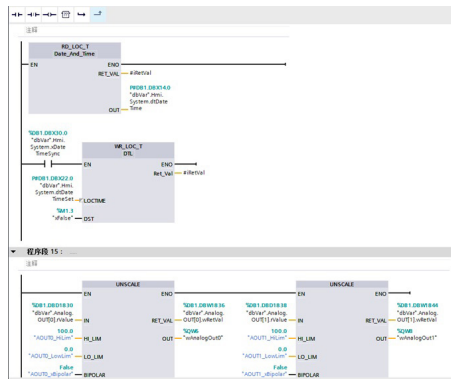 注释
RD_LOC_T
Date_And_Time
EN
ENO
RET_VAL
#iRetVal
P#DB1.DBX14.0
"dbVar".Hmi.
System.dtDate
Time
OUT
%DB1.DBX30.0
"dbVar".Hmi.
System.xDate
TimeSync
WR_LOC_T
DTL
EN
ENO
Ret_Val
#iRetVal
P#DB1.DBX22.0
"dbVar".Hmi.
System.dtDate
TimeSet
LOCTIME
%M1.3
"xFalse"
DST
程序段 15： ...
注释
UNSCALE
EN
ENO
%DB1.DBD1830
"dbVar".Analog.
OUT[0].rValue
IN
%DB1.DBW1836
"dbVar".Analog.
OUT[0].wRetVal
RET_VAL
100.0
"AOUT0_HiLim"
HI_LIM
%QW6
"wAnalogOut0"
OUT
0.0
"AOUT0_LowLim"
LO_LIM
False
"AOUT0_xBipolar"
BIPOLAR
UNSCALE
EN
ENO
%DB1.DBD1838
"dbVar".Analog.
OUT[1].rValue
IN
%DB1.DBW1844
"dbVar".Analog.
OUT[1].wRetVal
RET_VAL
100.0
"AOUT1_HiLim"
HI_LIM
%QW8
"wAnalogOut1"
OUT
0.0
"AOUT1_LowLim"
LO_LIM
False
"AOUT1_xBipolar"
BIPOLAR